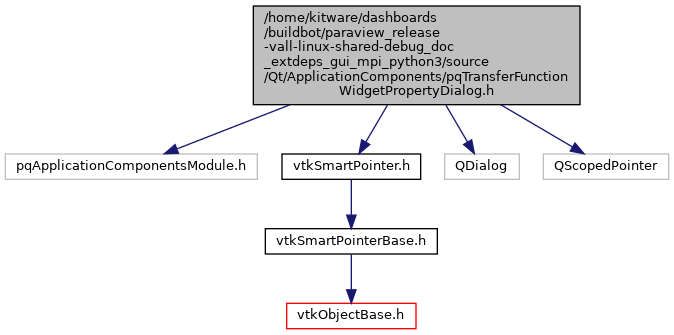 /home/kitware/dashboards
/buildbot/paraview_release
-vall-linux-shared-debug_doc
_extdeps_gui_mpi_python3/source
/Qt/ApplicationComponents/pqTransferFunction
WidgetPropertyDialog.h
pqApplicationComponentsModule.h
vtkSmartPointer.h
QDialog
QScopedPointer
vtkSmartPointerBase.h
vtkObjectBase.h